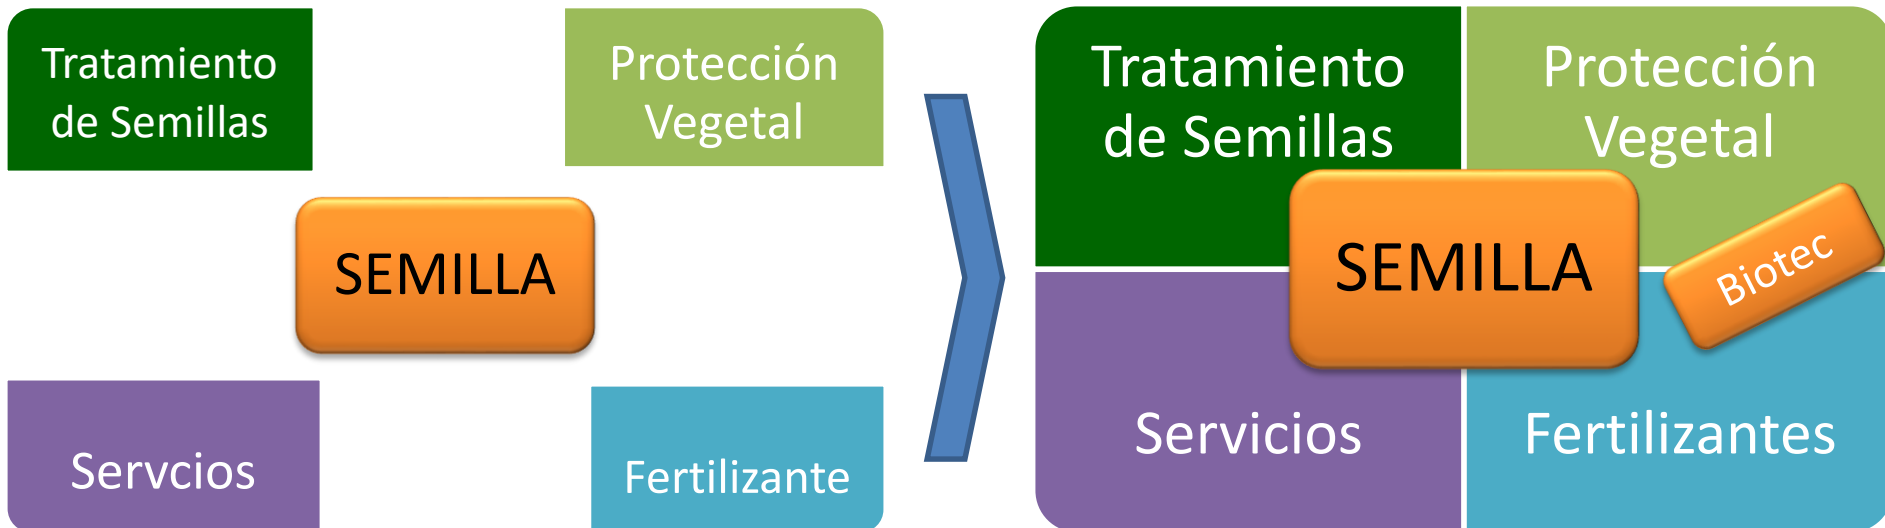 Tratamiento
de Semillas
Protección
Vegetal
SEMILLA
Servcios
Fertilizante
Tratamiento
de Semillas
Protección
Vegetal
SEMILLA
Biotec
Servicios
Fertilizantes